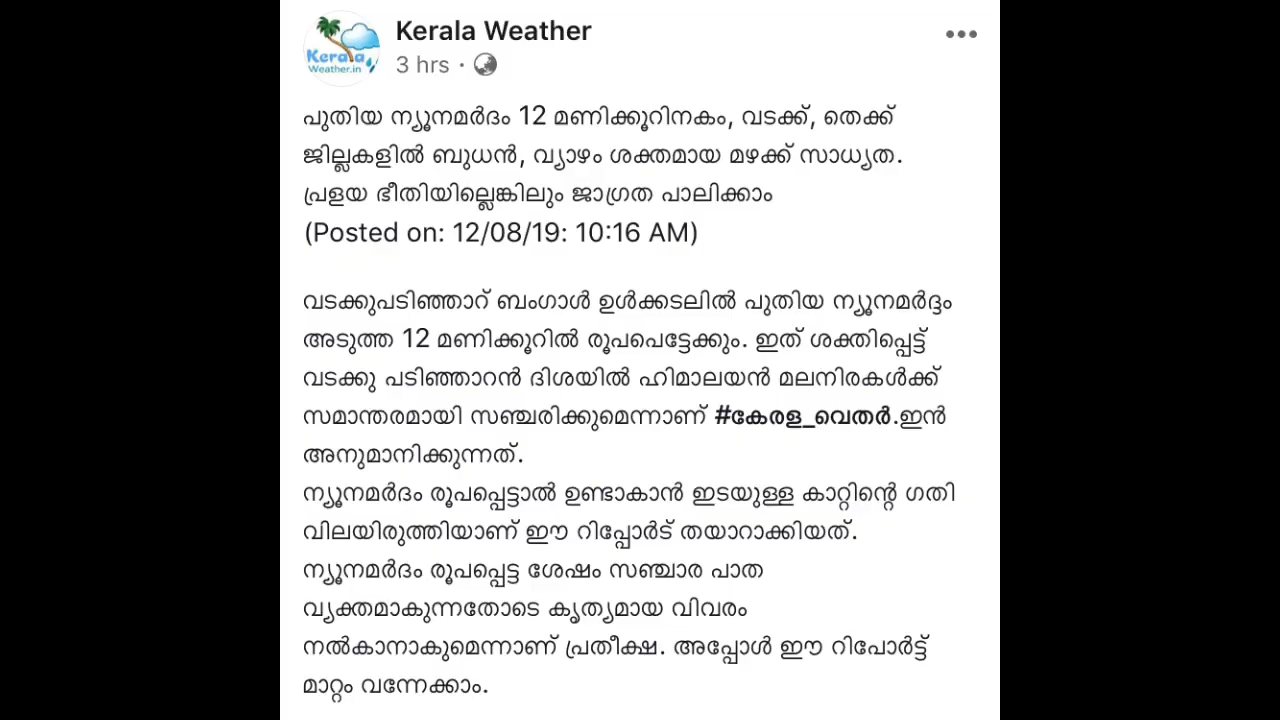 Kerala
Weather.in
Kerala Weather
3 hrs ·
പുതിയ ന്യൂനമർദം 12 മണിക്കൂറിനകം, വടക്ക്, തെക്ക്
ജില്ലകളിൽ ബുധൻ, വ്യാഴം ശക്തമായ മഴക്ക് സാധ്യത.
പ്രളയ ഭീതിയില്ലെങ്കിലും ജാഗ്രത പാലിക്കാം
(Posted on: 12/08/19: 10:16 AM)
വടക്കുപടിഞ്ഞാറ് ബംഗാൾ ഉൾക്കടലിൽ പുതിയ ന്യൂനമർദ്ദം
അടുത്ത 12 മണിക്കൂറിൽ രൂപപെട്ടേക്കും. ഇത് ശക്തിപ്പെട്ട്
വടക്കു പടിഞ്ഞാറൻ ദിശയിൽ ഹിമാലയൻ മലനിരകൾക്ക്
സമാന്തരമായി സഞ്ചരിക്കുമെന്നാണ് #കേരള_വെതർ.ഇൻ
അനുമാനിക്കുന്നത്.
ന്യൂനമർദം രൂപപ്പെട്ടാൽ ഉണ്ടാകാൻ ഇടയുള്ള കാറ്റിന്റെ ഗതി
വിലയിരുത്തിയാണ് ഈ റിപ്പോർട് തയാറാക്കിയത്.
ന്യൂനമർദം രൂപപ്പെട്ട ശേഷം സഞ്ചാര പാത
വ്യക്തമാകുന്നതോടെ കൃത്യമായ വിവരം
നൽകാനാകുമെന്നാണ് പ്രതീക്ഷ. അപ്പോൾ ഈ റിപോർട്ട്
മാറ്റം വന്നേക്കാം.